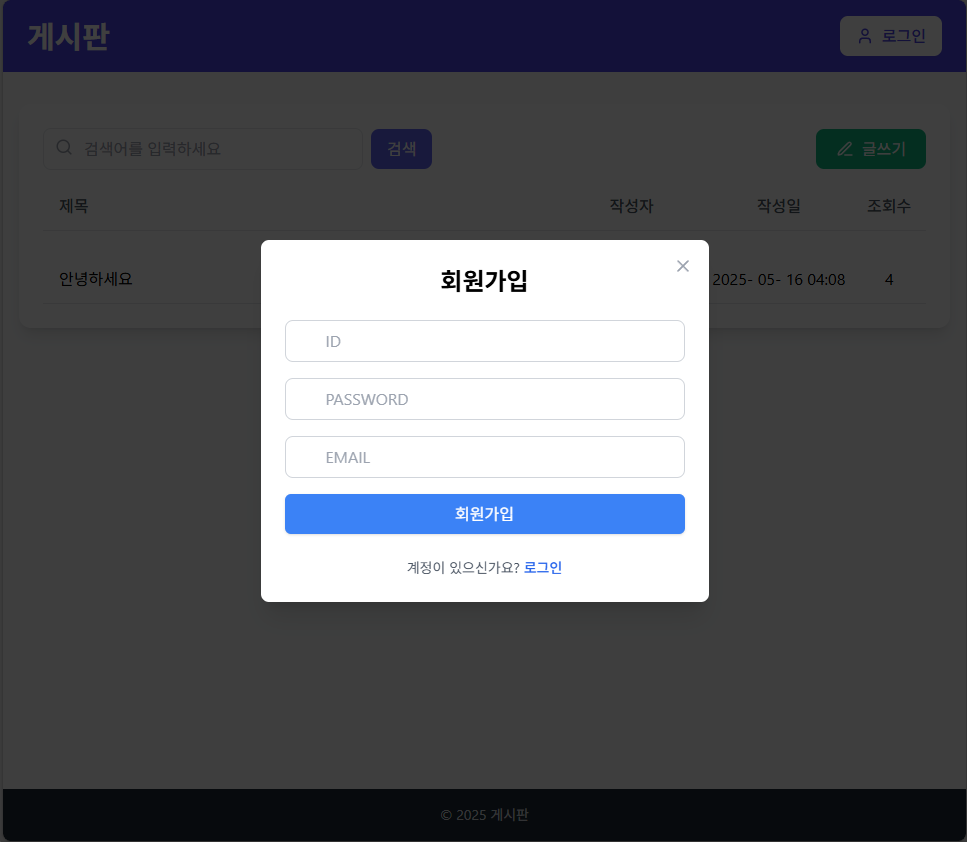 게시판
로그인
검색어를 입력하세요
검색
글쓰기
제목 작성자 작성일 조회수
안녕하세요 2025- 05- 16 04:08 4
회원가입
ID
PASSWORD
EMAIL
회원가입
계정이 있으신가요? 로그인
© 2025 게시판